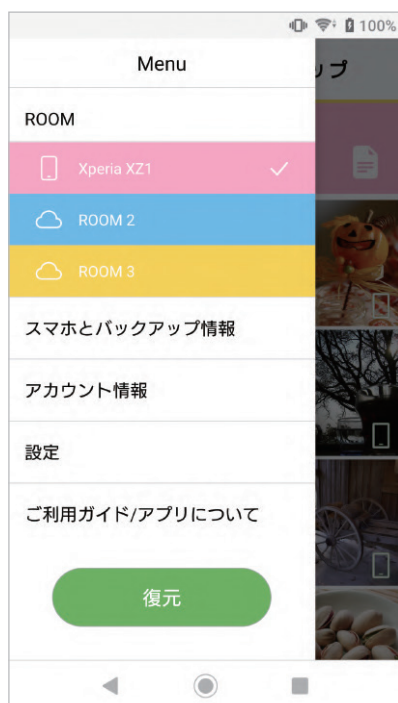 100%
Menu
ップ
ROOM
Xperia XZ1
ROOM 2
ROOM 3
スマホとバックアップ情報
アカウント情報
設定
ご利用ガイド/アプリについて
復元